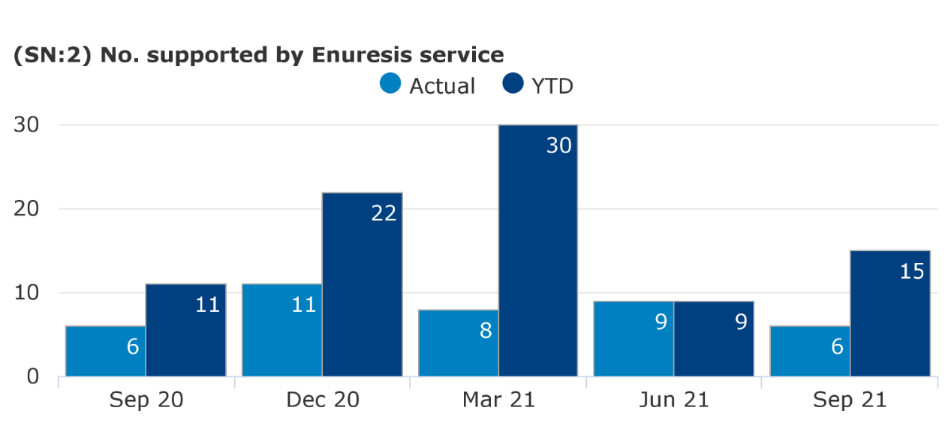 (SN:2) No. supported by Enuresis service
Actual YTD
30
20
10
0
6 11 11 22 8 30 9 9 6 15
Sep 20 Dec 20 Mar 21 Jun 21 Sep 21